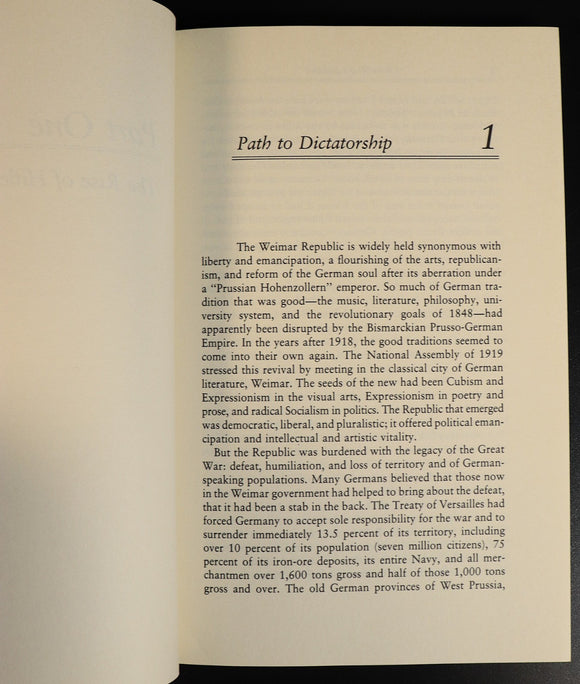 Part One
The Rise of Hitler
Path to Dictatorship 1
The Weimar Republic is widely held synonymous with
liberty and emancipation, a flourishing of the arts, republican-
ism, and reform of the German soul after its aberration under
a “Prussian Hohenzollern” emperor. So much of German tra-
dition that was good—the music, literature, philosophy, uni-
versity system, and the revolutionary goals of 1848—had
apparently been disrupted by the Bismarckian Prusso-German
Empire. In the years after 1918, the good traditions seemed to
come into their own again. The National Assembly of 1919
stressed this revival by meeting in the classical city of German
literature, Weimar. The seeds of the new had been Cubism and
Expressionism in the visual arts, Expressionism in poetry and
prose, and radical Socialism in politics. The Republic that emerged
was democratic, liberal, and pluralistic; it offered political eman-
cipation and intellectual and artistic vitality.
But the Republic was burdened with the legacy of the Great
War: defeat, humiliation, and loss of territory and of German-
speaking populations. Many Germans believed that those now
in the Weimar government had helped to bring about the defeat,
that it had been a stab in the back. The Treaty of Versailles had
forced Germany to accept sole responsibility for the war and to
surrender immediately 13.5 percent of its territory, including
over 10 percent of its population (seven million citizens), 75
percent of its iron-ore deposits, its entire Navy, and all mer-
chantmen over 1,600 tons gross and half of those 1,000 tons
gross and over. The old German provinces of West Prussia,